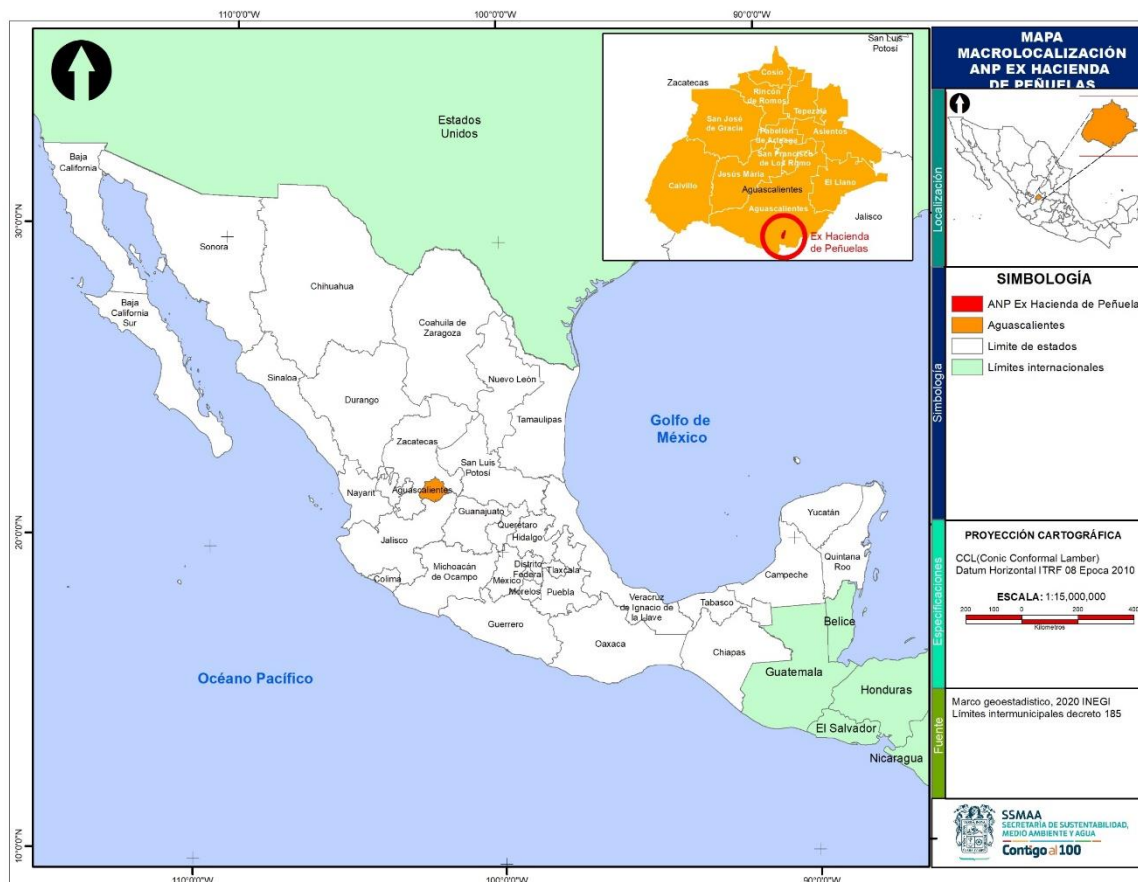 110°0'0"W
100°0'0"W
90°0'0"W
30°0'0"N
20°0'0"N
10°0'0"N
Estados
Unidos
Baja
California
Sonora
Chihuahua
Baja
California
Sur
Coahuila de
Zaragoza
Sinaloa
Durango
Nuevo León
Tamaulipas
Zacatecas
San Luis
Potosí
Nayarit
Aguascalientes
Guanajuato
Querétaro
Hidalgo
Jalisco
Michoacán
de Ocampo
Distrito
Federal
Tlaxcala
Colima
México
Morelos
Puebla
Veracruz
de Ignacio de
la Llave
Guerrero
Oaxaca
Tabasco
Chiapas
Campeche
Yucatán
Quintana
Roo
Belice
Guatemala
Honduras
El Salvador
Nicaragua
Golfo de
México
Océano Pacífico
110°0'0"W
100°0'0"W
90°0'0"W
San Luis
Potosí
Zacatecas
Cosío
Rincón
de Romos
Tepezala
San José
de Gracia
Pabellón
de Arteaga
Asientos
San Francisco
de Los Romo
Jesús María
El Llano
Calvillo
Aguascalientes
Aguascalientes
Jalisco
Ex Hacienda
de Peñuelas
MAPA
MACROLOCALIZACIÓN
ANP EX HACIENDA
DE PEÑUELAS
Localización
Simbología
SIMBOLOGÍA
ANP Ex Hacienda de Peñuela
Aguascalientes
Limite de estados
Límites internacionales
Especificaciones
PROYECCIÓN CARTOGRÁFICA
CCL(Conic Conformal Lamber)
Datum Horizontal ITRF 08 Epoca 2010
ESCALA: 1:15,000,000
200 100 0 200 400
Kilometros
Fuente
Marco geoestadistico, 2020 INEGI
Límites intermunicipales decreto 185
SSMAA
SECRETARÍA DE SUSTENTABILIDAD,
MEDIO AMBIENTE Y AGUA
Contigo al 100